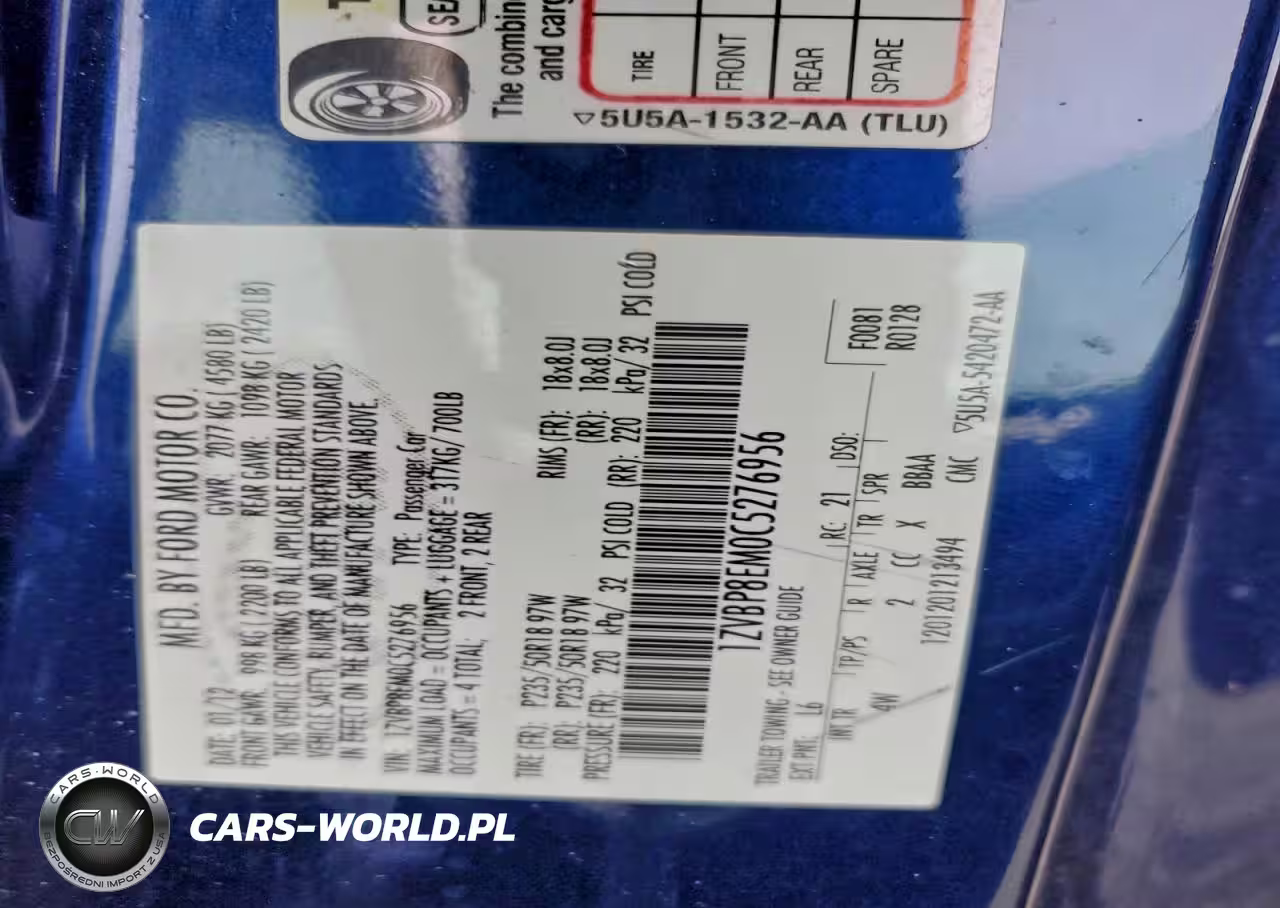 SEA
The combin
and carg
TIRE
FRONT
REAR
SPARE
▽5U5A-1532-AA (TLU)
MFD. BY FORD MOTOR CO.
DATE: 01/12 GVWR: 2077 KG ( 4580 LB)
FRONT GAWR: 998 KG ( 2200 LB) REAR GAWR: 1098 KG ( 2420 LB)
THIS VEHICLE CONFORMS TO ALL APPLICABLE FEDERAL MOTOR
VEHICLE SAFETY, BUMPER, AND THEFT PREVENTION STANDARDS
IN EFFECT ON THE DATE OF MANUFACTURE SHOWN ABOVE.
VIN: 1ZVBP8EM0C5276956 TYPE: Passenger Car
MAXIMUM LOAD = OCCUPANTS + LUGGAGE = 317KG / 700LB
OCCUPANTS = 4 TOTAL; 2 FRONT, 2 REAR
TIRE (FR): P235/50R18 97W RIMS (FR): 18x8.0J
(RR): P235/50R18 97W (RR): 18x8.0J
PRESSURE (FR): 220 kPa/ 32 PSI COLD (RR): 220 kPa/ 32 PSI COLD
1ZVBP8EM0C5276956
TRAILER TOWING - SEE OWNER GUIDE
EXT PNT: L6 RC: 21 DSO:
INT TR TP/PS R AXLE TR SPR
F0081
4W 2 CC X BBAA
R0128
120120121213494 CMC
▽5U5A-5420472-AA
CARS-WORLD
CW
BEZPOŚREDNI IMPORT Z USA
CARS-WORLD.PL